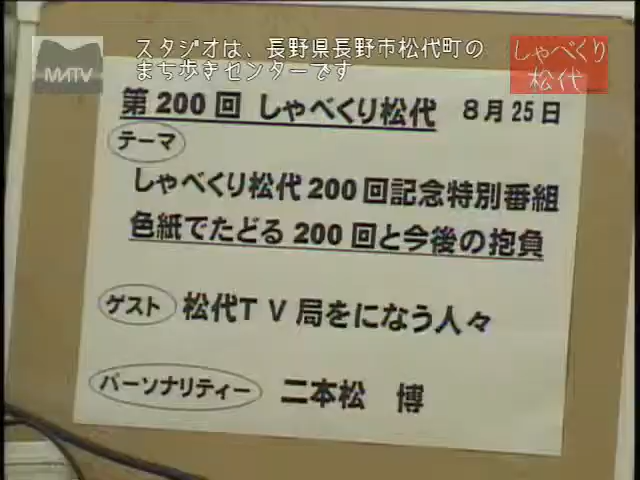 MATV
スタジオは、長野県長野市松代町の
まち歩きセンターです
しゃべくり
松代
第200回 しゃべくり松代 8月25日
テーマ
しゃべくり松代200回記念特別番組
色紙でたどる200回と今後の抱負
ゲスト 松代TV局をになう人々
パーソナリティー 二本松 博